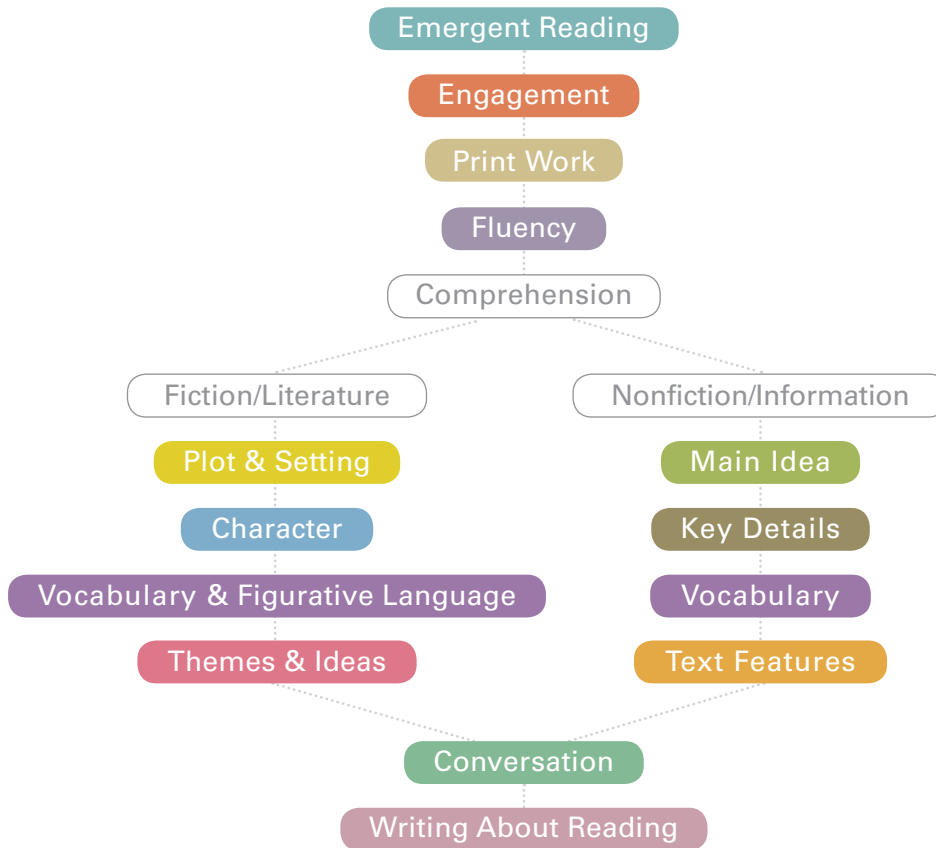 Emergent Reading
Engagement
Print Work
Fluency
Comprehension
Fiction/Literature
Plot & Setting
Character
Vocabulary & Figurative Language
Themes & Ideas
Nonfiction/Information
Main Idea
Key Details
Vocabulary
Text Features
Conversation
Writing About Reading